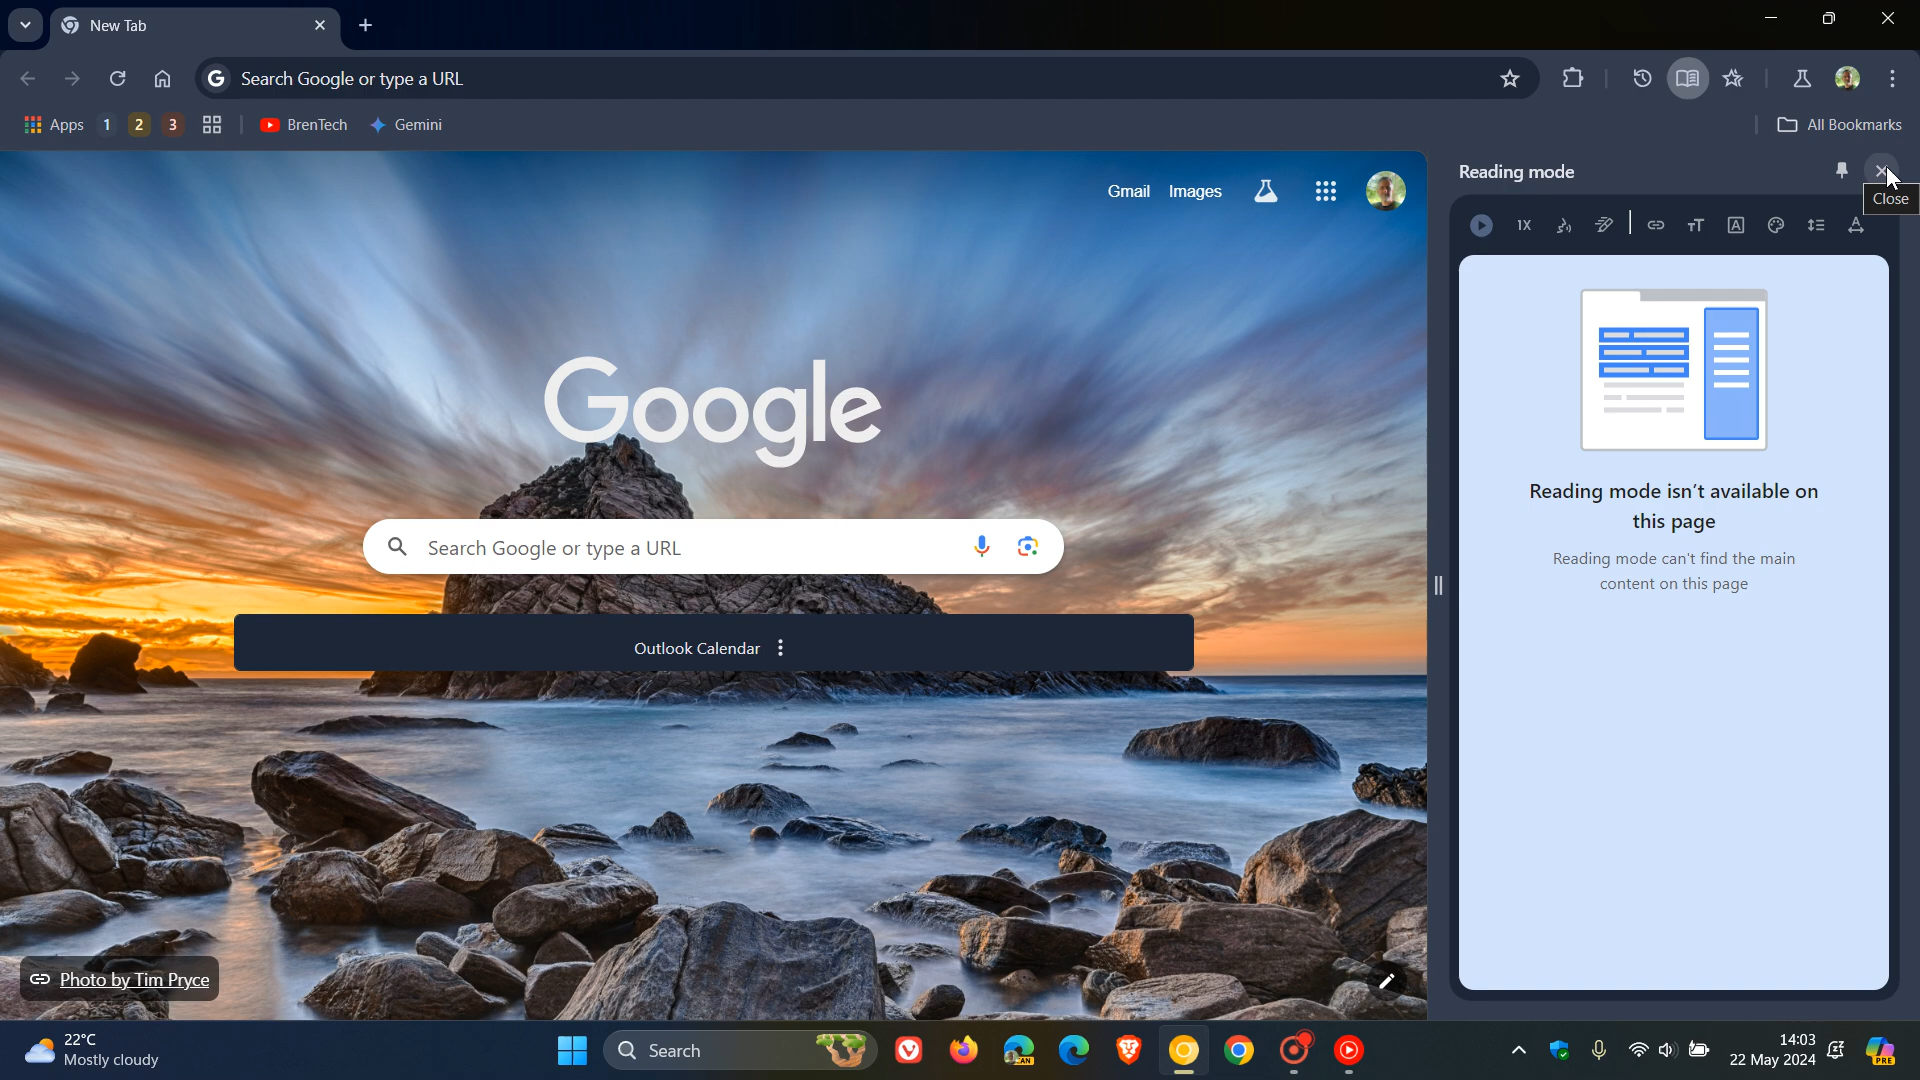 New Tab
Search Google or type a URL
Apps 1 2 3 BrenTech Gemini All Bookmarks
Gmail Images
Reading mode
Close
1X
Google
Search Google or type a URL
Outlook Calendar
Reading mode isn't available on
this page
Reading mode can't find the main
content on this page
Photo by Tim Pryce
22°C
Mostly cloudy
Search
CAN
14:03
22 May 2024
PRE